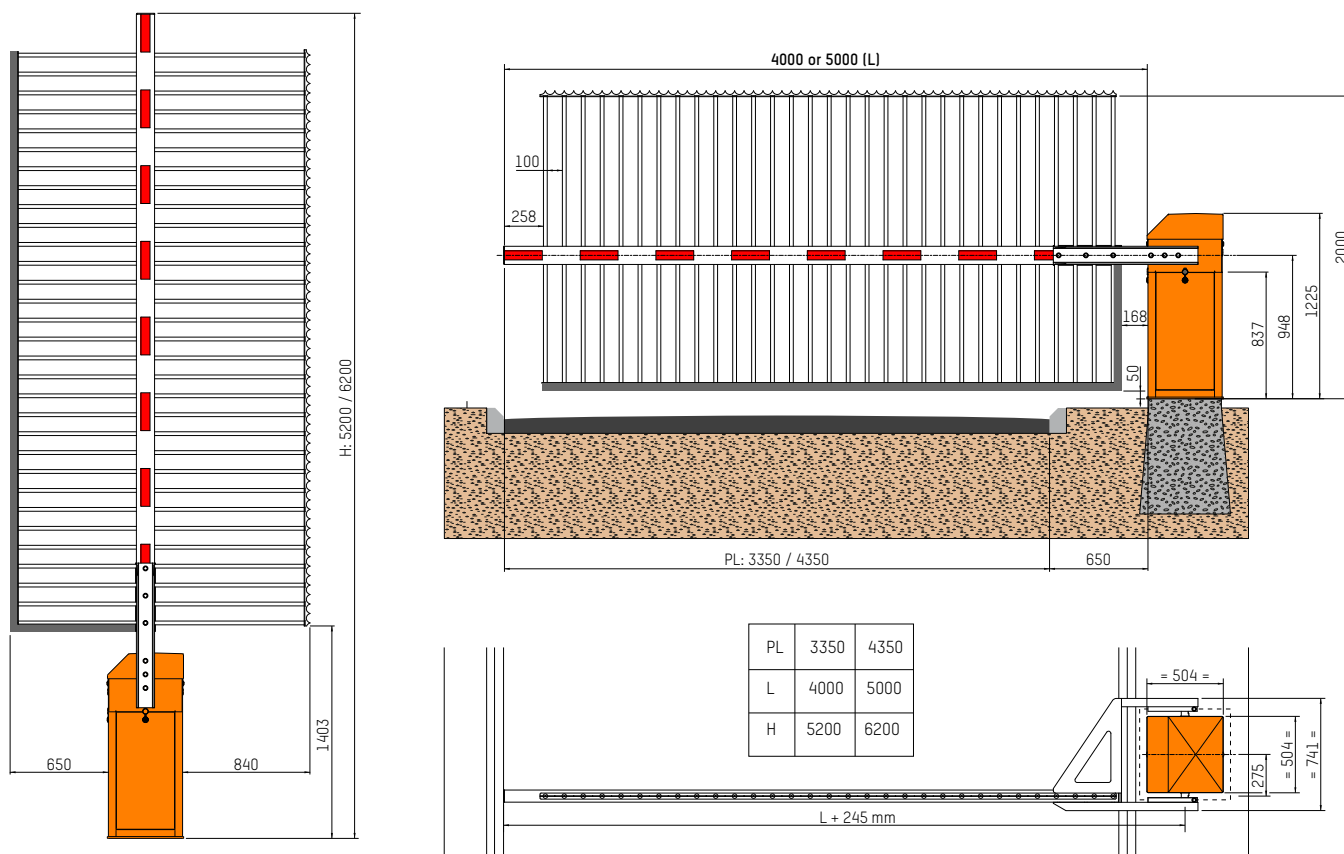 H: 5200 / 6200
1403
650
840
4000 or 5000 (L)
100
258
168
50
837
948
1225
2000
PL: 3350 / 4350
650
PL 3350 4350
L 4000 5000
H 5200 6200
= 504 =
275
= 504 =
= 741 =
L + 245 mm